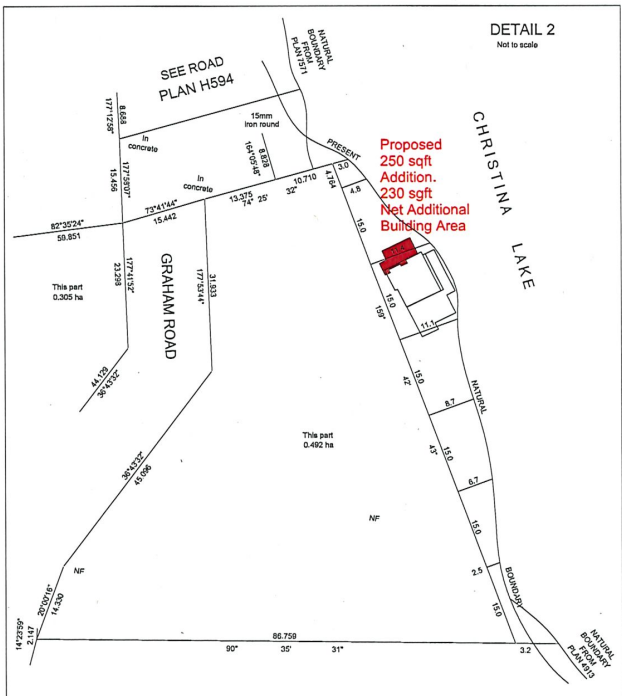 DETAIL 2
Not to scale
NATURAL
BOUNDARY
FROM
PLAN 7571
SEE ROAD
PLAN H594
8.688
177°12'58"
In
concrete
15mm
iron round
8.828
164°05'48"
PRESENT
CHRISTINA LAKE
Proposed
250 sqft
Addition.
230 sgft
Net Additional
Building Area
15.456
177°58'07"
In
concrete
10.710
32"
13.375
74° 25'
3.0
4.764
4.8
73°41'44"
15.442
82°35'24"
59.851
15.0
177°41'52"
23.298
GRAHAM ROAD
31.933
177°53'44"
This part
0.305 ha
15.0
159°
11.1
44.129
36°43'32"
15.0
42'
NATURAL
8.7
This part
0.492 ha
15.0
43"
36°43'32"
45.096
6.7
NF
15.0
NF
2.5
BOUNDARY
15.0
20°00'16"
14.330
14°23'59"
2.147
86.759
90° 35' 31"
3.2
NATURAL
BOUNDARY
FROM
PLAN 4913